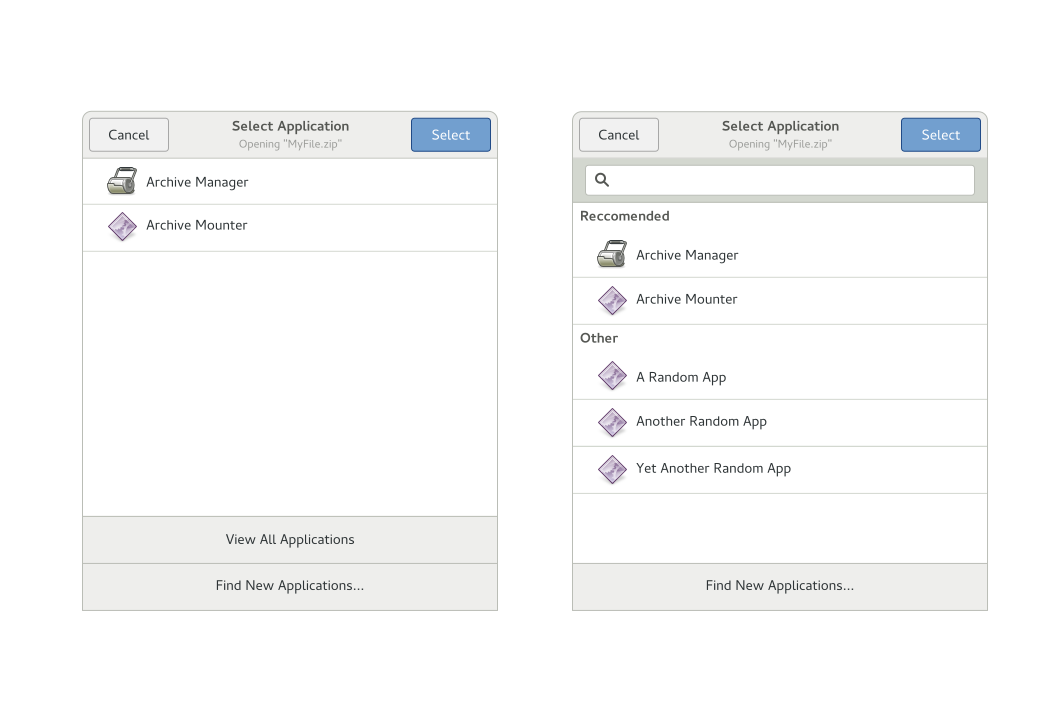 Cancel
Select Application
Opening "MyFile.zip"
Select
Archive Manager
Archive Mounter
View All Applications
Find New Applications...
Cancel
Select Application
Opening "MyFile.zip"
Select
Reccomended
Archive Manager
Archive Mounter
Other
A Random App
Another Random App
Yet Another Random App
Find New Applications...